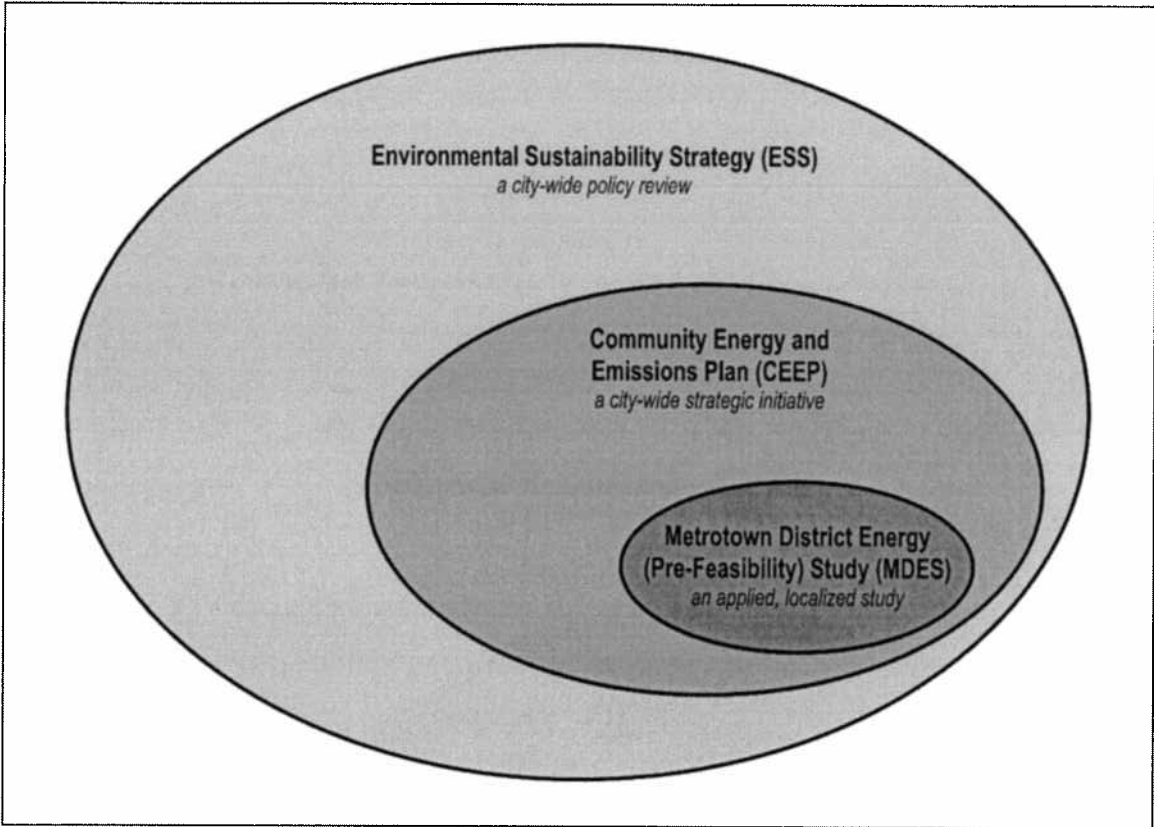 Environmental Sustainability Strategy (ESS)
a city-wide policy review
Community Energy and
Emissions Plan (CEEP)
a city-wide strategic initiative
Metrotown District Energy
(Pre-Feasibility) Study (MDES)
an applied, localized study